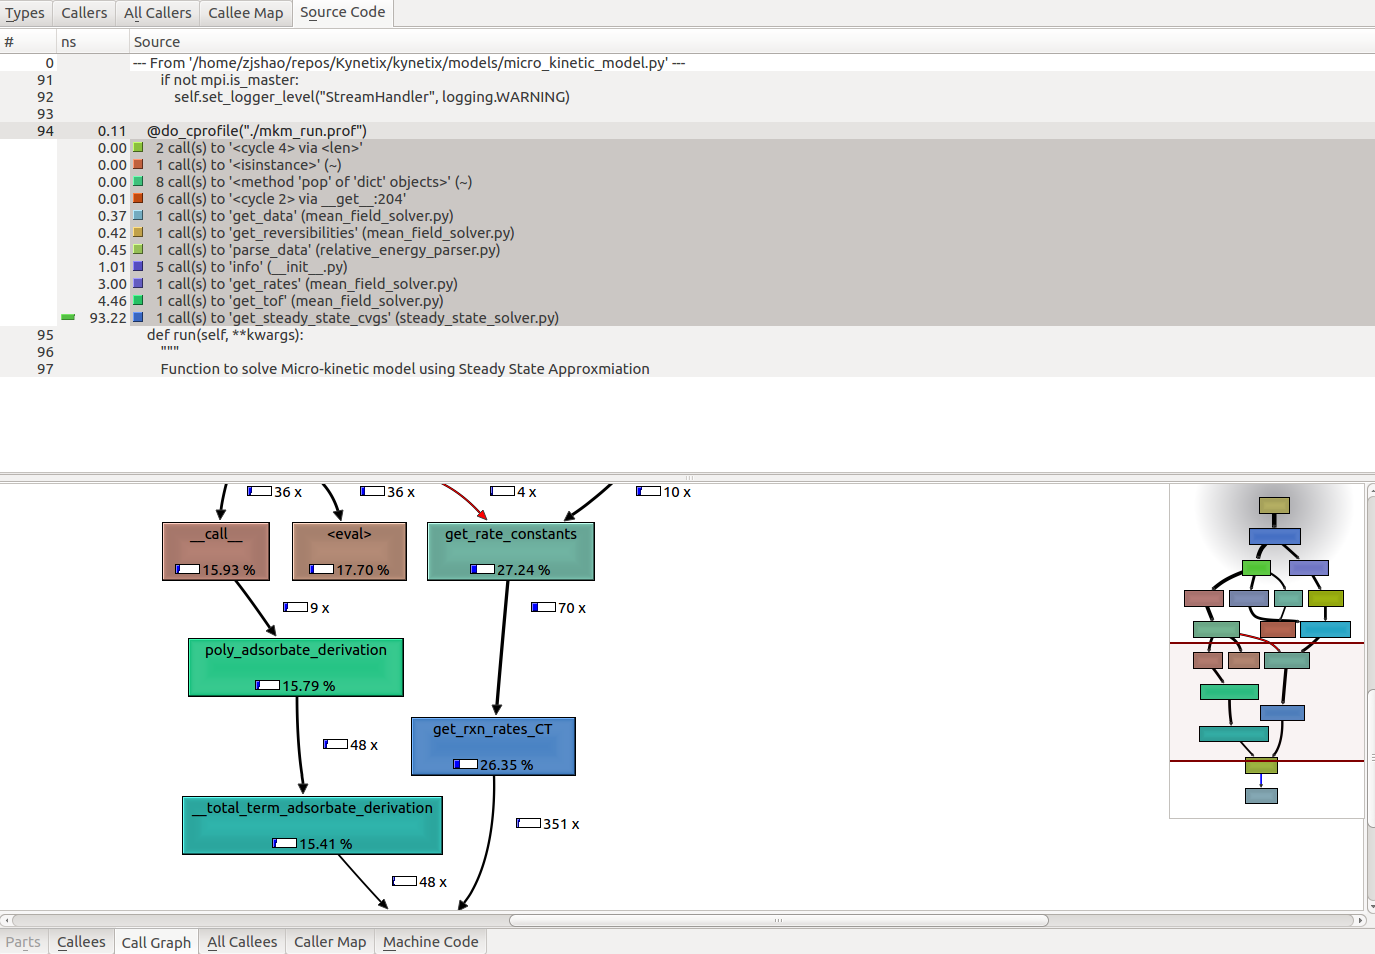 Types Callers All Callers Callee Map Source Code
# ns Source
0 --- From '/home/zjshao/repos/Kynetix/kynetix/models/micro_kinetic_model.py' ---
91 if not mpi.is_master:
92 self.set_logger_level("StreamHandler", logging.WARNING)
93
94 0.11 @do_cprofile("./mkm_run.prof")
0.00 2 call(s) to '<cycle 4> via <len>'
0.00 1 call(s) to '<isinstance>' (~)
0.00 8 call(s) to '<method 'pop' of 'dict' objects>' (~)
0.01 6 call(s) to '<cycle 2> via __get__:204'
0.37 1 call(s) to 'get_data' (mean_field_solver.py)
0.42 1 call(s) to 'get_reversibilities' (mean_field_solver.py)
0.45 1 call(s) to 'parse_data' (relative_energy_parser.py)
1.01 5 call(s) to 'info' (__init__.py)
3.00 1 call(s) to 'get_rates' (mean_field_solver.py)
4.46 1 call(s) to 'get_tof' (mean_field_solver.py)
93.22 1 call(s) to 'get_steady_state_cvgs' (steady_state_solver.py)
95 def run(self, **kwargs):
96 """
97 Function to solve Micro-kinetic model using Steady State Approxmiation
36 x 36 x 4 x 10 x
__call__ <eval> get_rate_constants
15.93 % 17.70 % 27.24 %
9 x 70 x
poly_adsorbate_derivation
15.79 %
get_rxn_rates_CT
48 x
26.35 %
__total_term_adsorbate_derivation
351 x
15.41 %
48 x
Parts Callees Call Graph All Callees Caller Map Machine Code